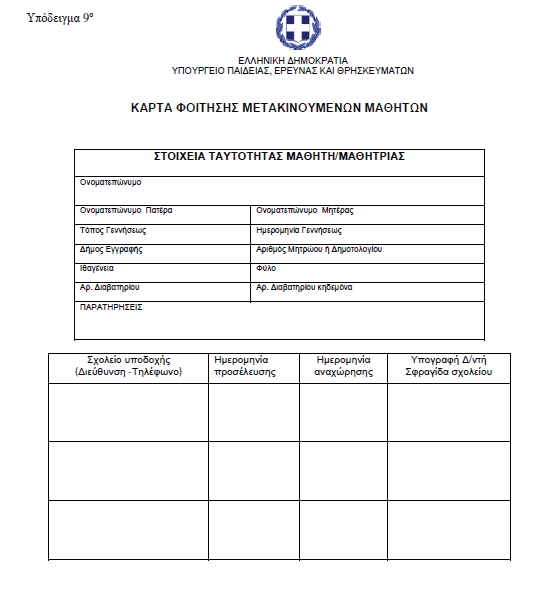 Υπόδειγμα 9°
ΕΛΛΗΝΙΚΗ ΔΗΜΟΚΡΑΤΙΑ
ΥΠΟΥΡΓΕΙΟ ΠΑΙΔΕΙΑΣ, ΕΡΕΥΝΑΣ ΚΑΙ ΘΡΗΣΚΕΥΜΑΤΩΝ
ΚΑΡΤΑ ΦΟΙΤΗΣΗΣ ΜΕΤΑΚΙΝΟΥΜΕΝΩΝ ΜΑΘΗΤΩΝ
ΣΤΟΙΧΕΙΑ ΤΑΥΤΟΤΗΤΑΣ ΜΑΘΗΤΗ/ΜΑΘΗΤΡΙΑΣ
Ονοματεπώνυμο
Ονοματεπώνυμο Πατέρα Ονοματεπώνυμο Μητέρας
Τόπος Γεννήσεως Ημερομηνία Γεννήσεως
Δήμος Εγγραφής Αριθμός Μητρώου ή Δημοτολογίου
Ιθαγένεια Φύλο
Αρ. Διαβατηρίου Αρ. Διαβατηρίου κηδεμόνα
ΠΑΡΑΤΗΡΗΣΕΙΣ
Σχολείο υποδοχής Ημερομηνία Ημερομηνία Υπογραφή Δ/ντή
(Διεύθυνση -Τηλέφωνο) προσέλευσης αναχώρησης Σφραγίδα σχολείου